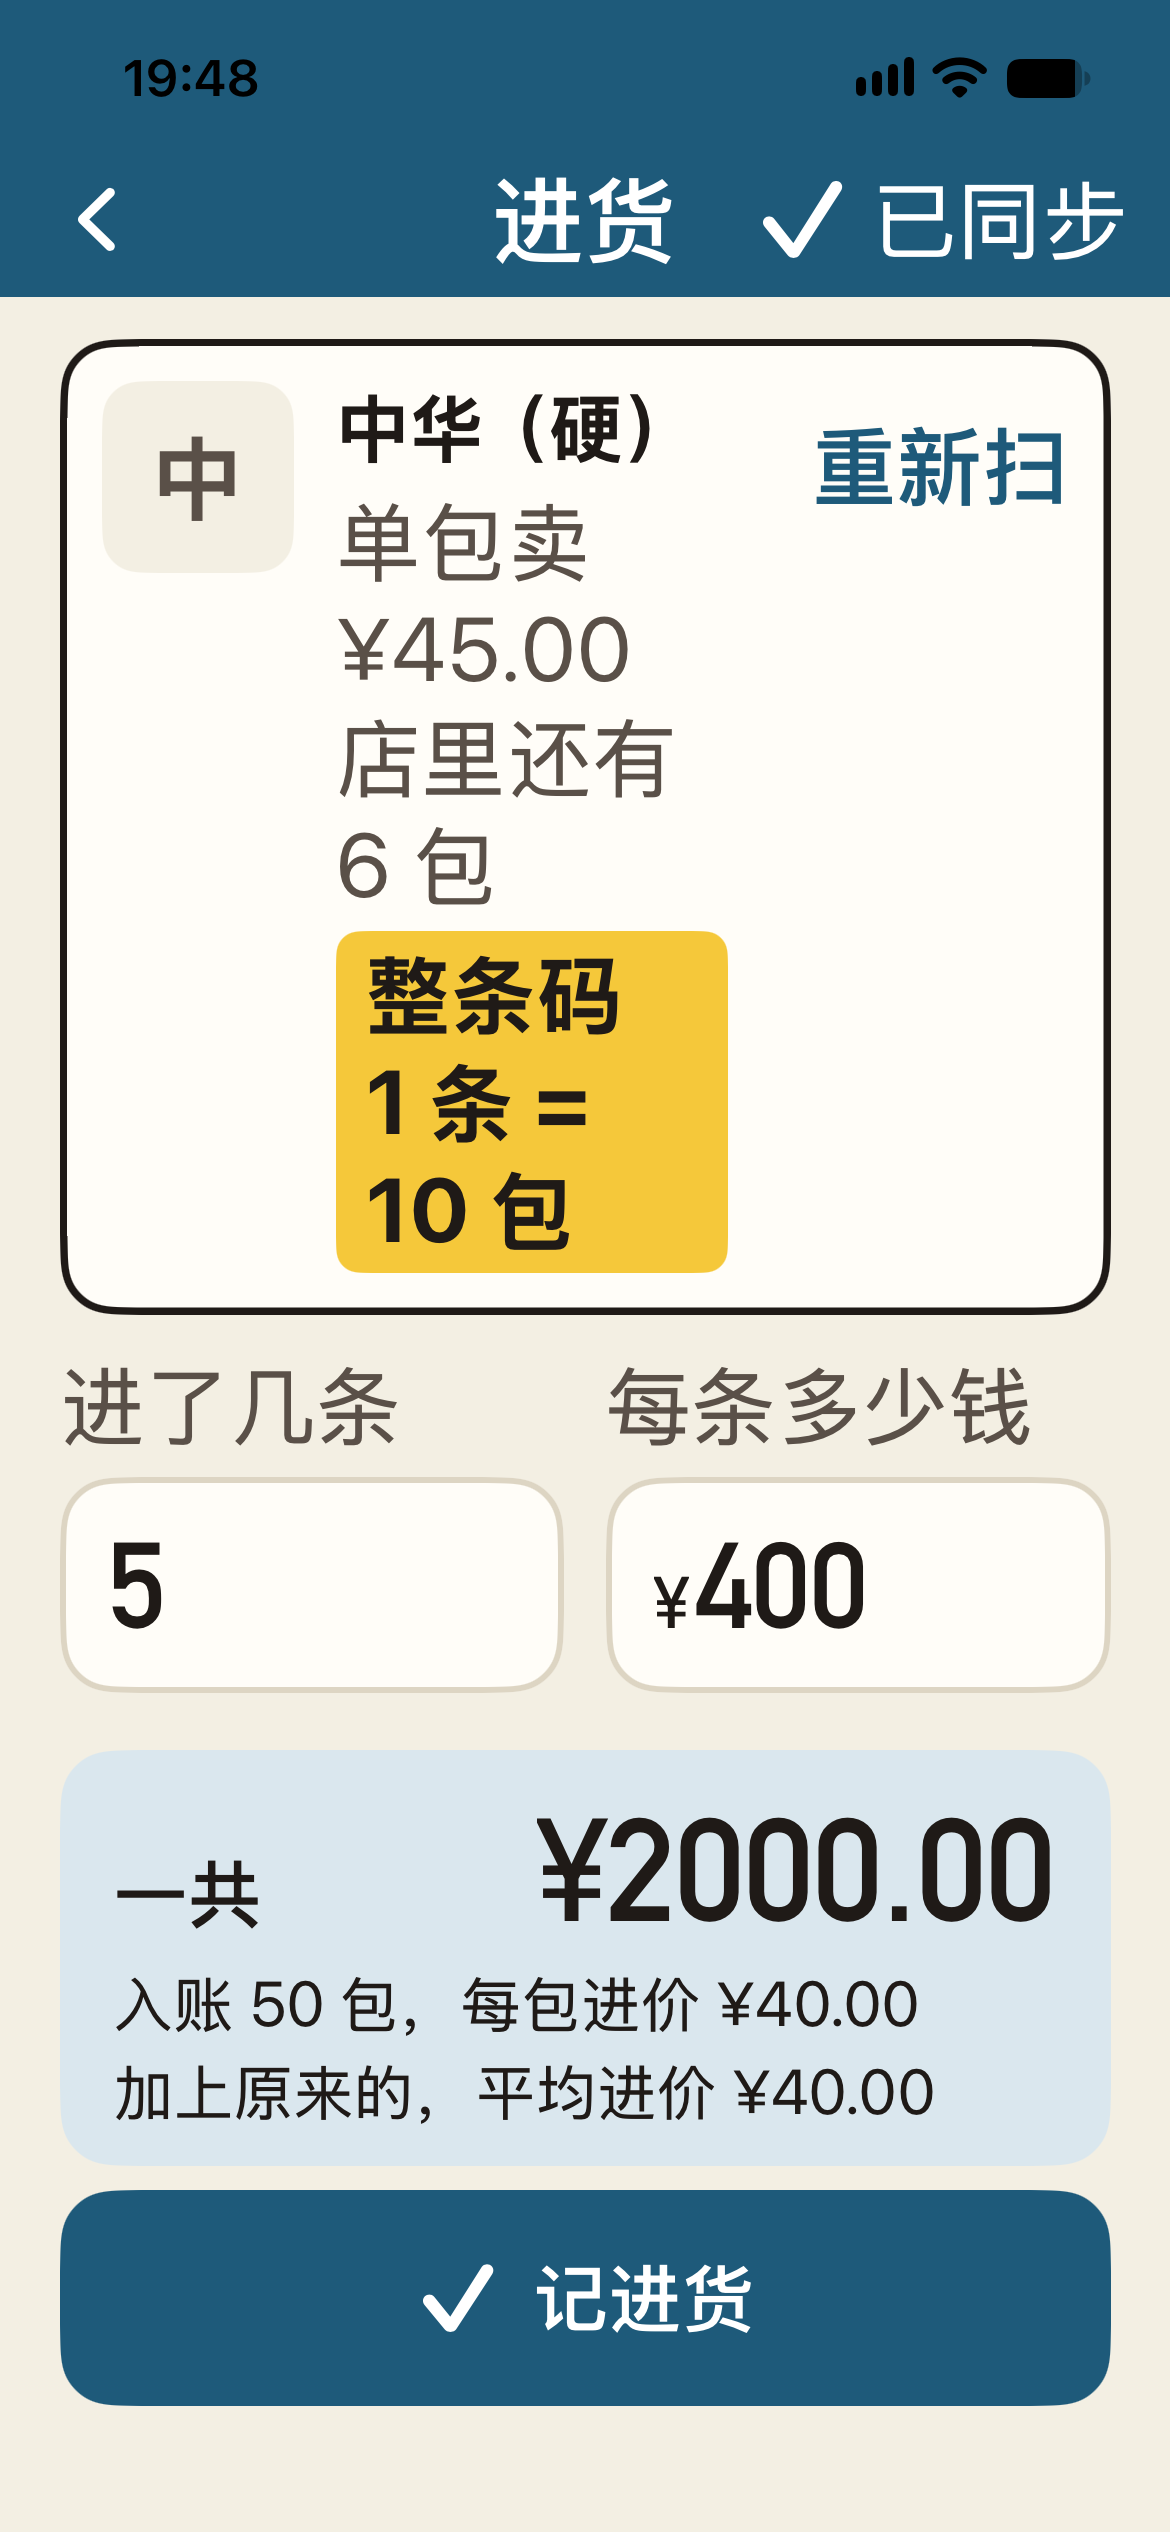 19:48
进货
已同步
中
中华（硬）
重新扫
单包卖
¥45.00
店里还有
6 包
整条码
1 条 =
10 包
进了几条
每条多少钱
5
¥400
一共
¥2000.00
入账 50 包，每包进价 ¥40.00
加上原来的，平均进价 ¥40.00
记进货